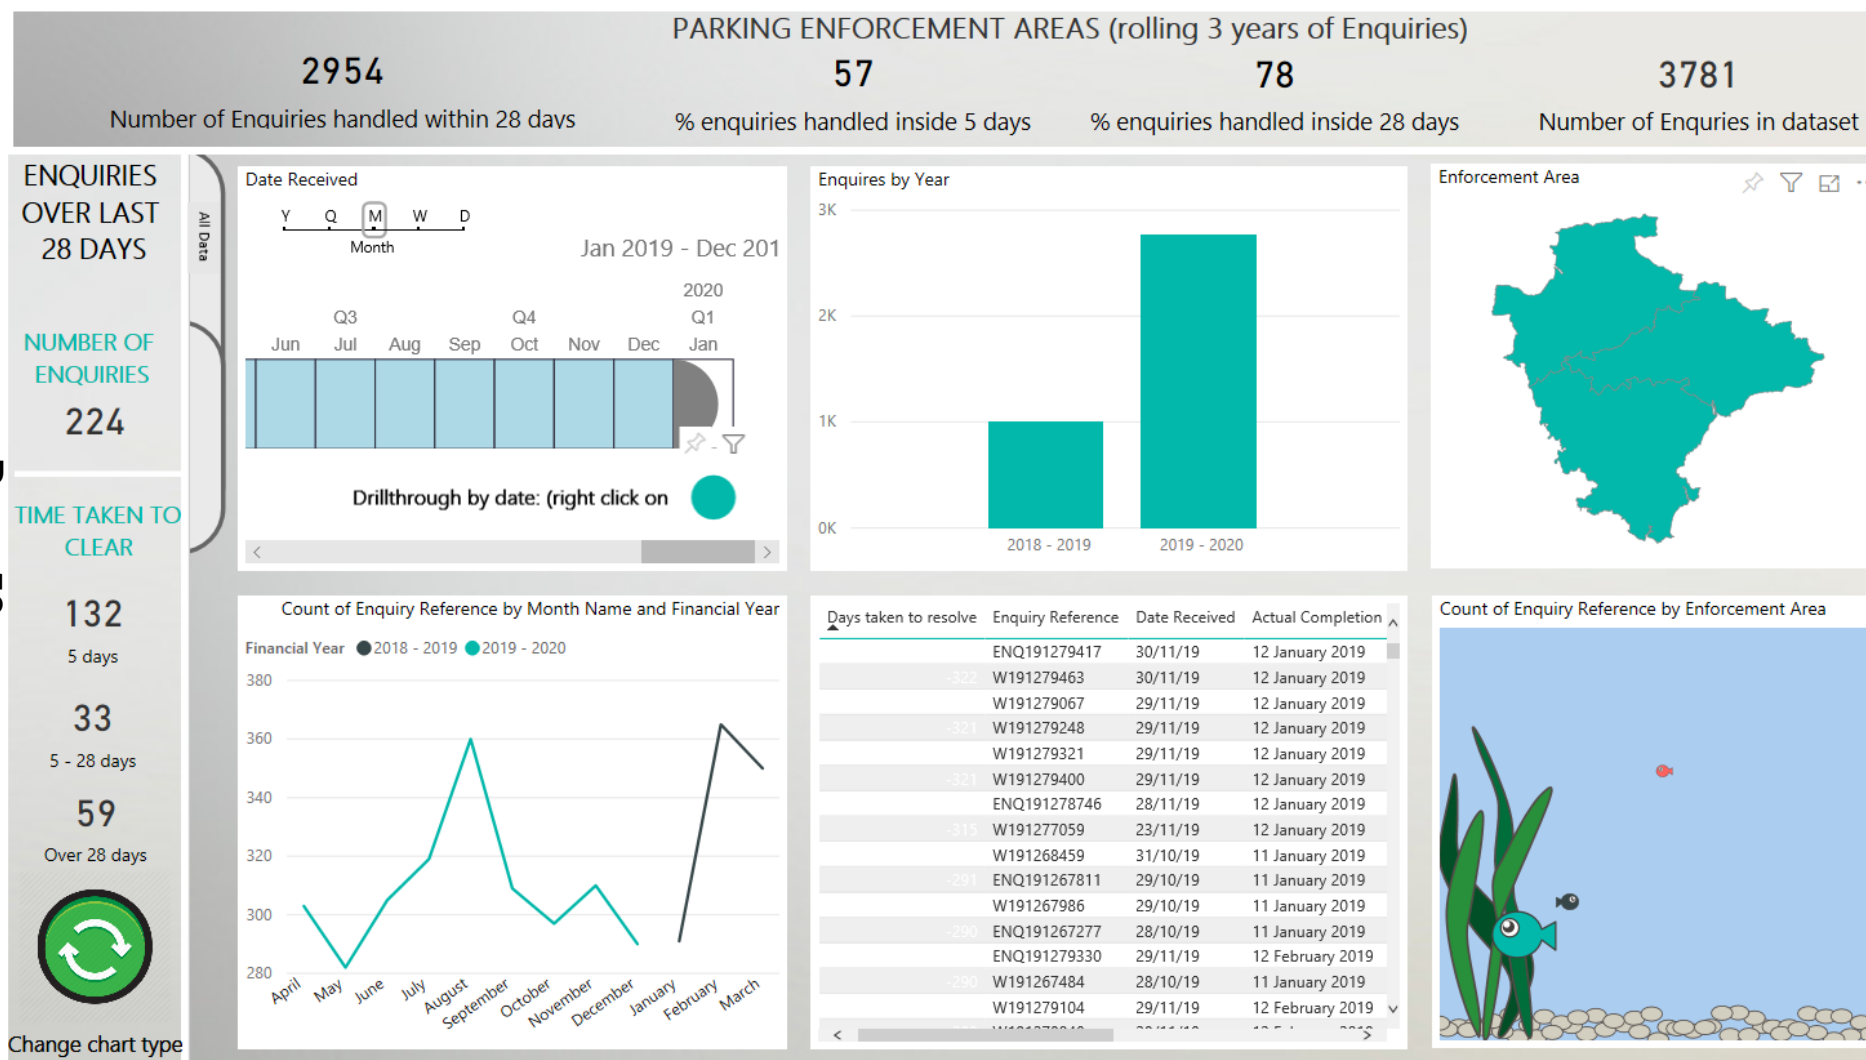 PARKING ENFORCEMENT AREAS (rolling 3 years of Enquiries)
2954
Number of Enquiries handled within 28 days
57
% enquiries handled inside 5 days
78
% enquiries handled inside 28 days
3781
Number of Enquries in dataset
ENQUIRIES
OVER LAST
28 DAYS
NUMBER OF
ENQUIRIES
224
TIME TAKEN TO
CLEAR
132
5 days
33
5 - 28 days
59
Over 28 days
Change chart type
All Data
Date Received
Y Q M W D
Month
Jan 2019 - Dec 201
2020
Q3 Q4 Q1
Jun Jul Aug Sep Oct Nov Dec Jan
Drillthrough by date: (right click on
Enquires by Year
3K
2K
1K
0K
2018 - 2019 2019 - 2020
Enforcement Area
Count of Enquiry Reference by Month Name and Financial Year
Financial Year 2018 - 2019 2019 - 2020
380
360
340
320
300
280
April May June July August September October November December January February March
Days taken to resolve Enquiry Reference Date Received Actual Completion
ENQ191279417 30/11/19 12 January 2019
-322 W191279463 30/11/19 12 January 2019
W191279067 29/11/19 12 January 2019
-321 W191279248 29/11/19 12 January 2019
W191279321 29/11/19 12 January 2019
-321 W191279400 29/11/19 12 January 2019
ENQ191278746 28/11/19 12 January 2019
-315 W191277059 23/11/19 12 January 2019
W191268459 31/10/19 11 January 2019
-291 ENQ191267811 29/10/19 11 January 2019
W191267986 29/10/19 11 January 2019
-290 ENQ191267277 28/10/19 11 January 2019
ENQ191279330 29/11/19 12 February 2019
-290 W191267484 28/10/19 11 January 2019
W191279104 29/11/19 12 February 2019
Count of Enquiry Reference by Enforcement Area